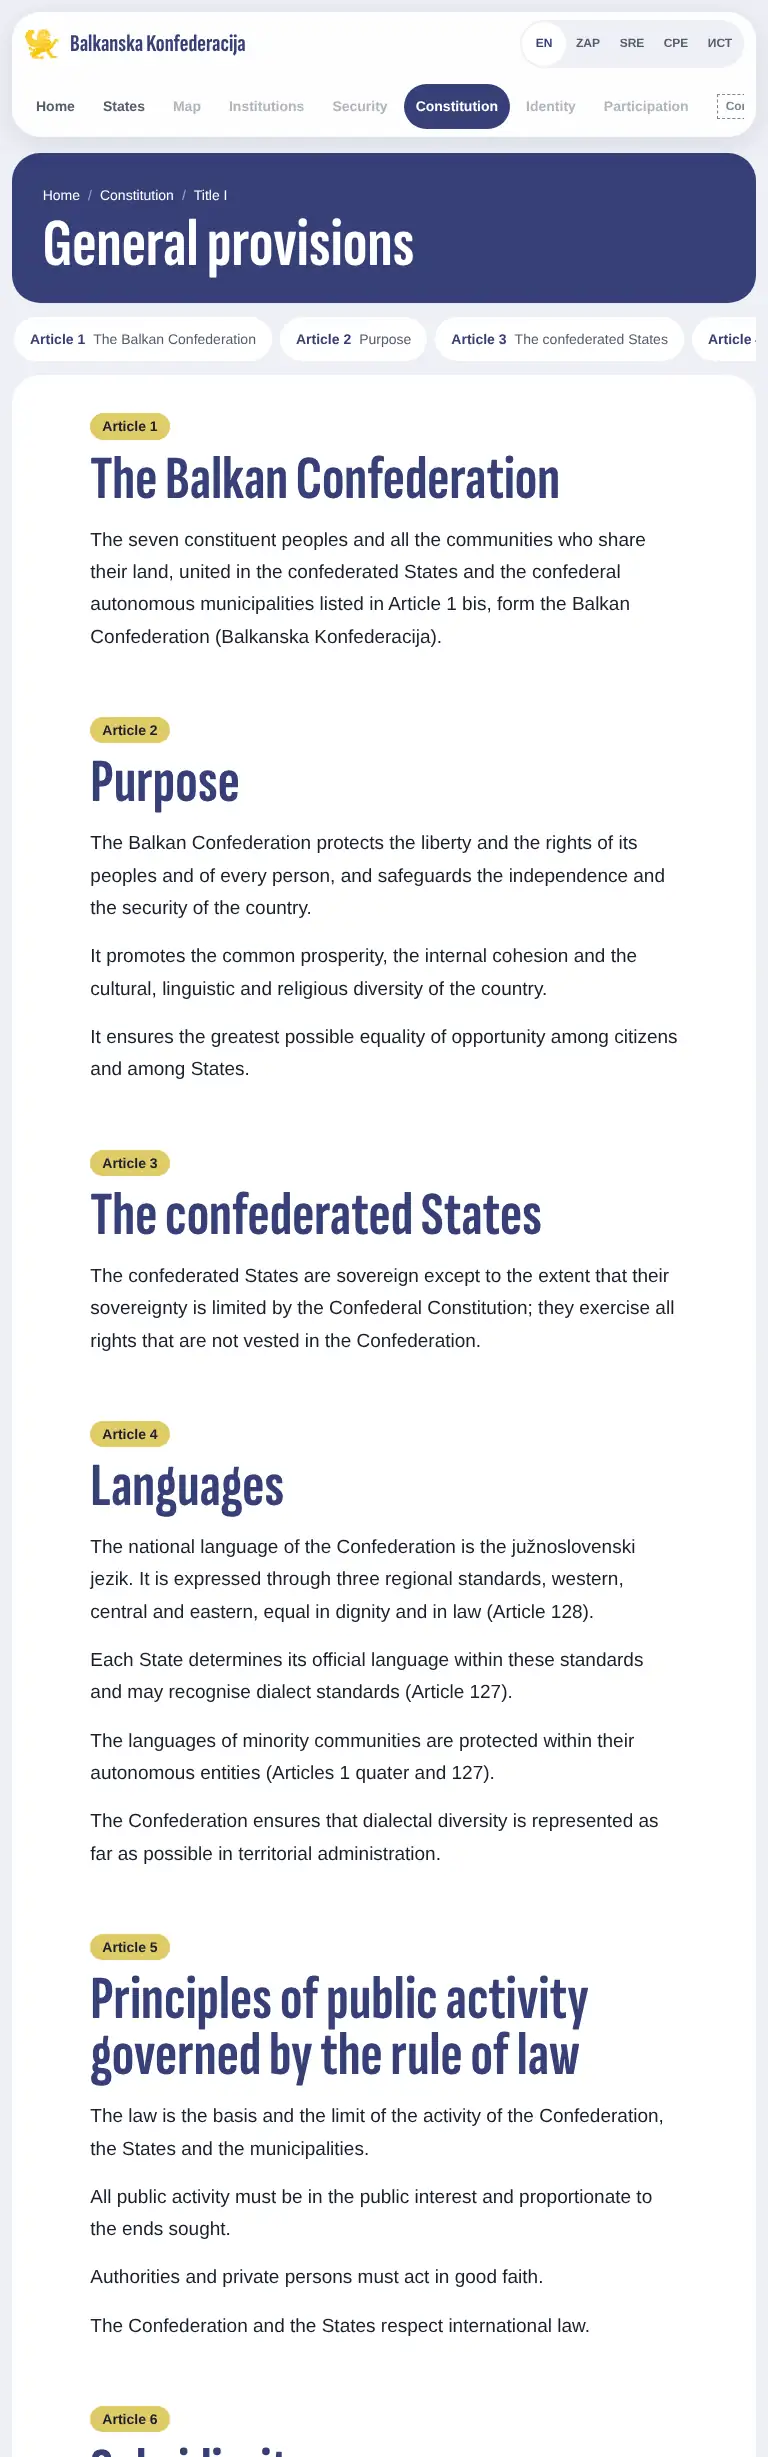 Balkanska Konfederacija
EN ZAP SRE СРЕ ИСТ
Home States Map Institutions Security Constitution Identity Participation
Home / Constitution / Title I
General provisions
Article 1 The Balkan Confederation Article 2 Purpose Article 3 The confederated States Article
Article 1
The Balkan Confederation
The seven constituent peoples and all the communities who share
their land, united in the confederated States and the confederal
autonomous municipalities listed in Article 1 bis, form the Balkan
Confederation (Balkanska Konfederacija).
Article 2
Purpose
The Balkan Confederation protects the liberty and the rights of its
peoples and of every person, and safeguards the independence and
the security of the country.
It promotes the common prosperity, the internal cohesion and the
cultural, linguistic and religious diversity of the country.
It ensures the greatest possible equality of opportunity among citizens
and among States.
Article 3
The confederated States
The confederated States are sovereign except to the extent that their
sovereignty is limited by the Confederal Constitution; they exercise all
rights that are not vested in the Confederation.
Article 4
Languages
The national language of the Confederation is the južnoslovenski
jezik. It is expressed through three regional standards, western,
central and eastern, equal in dignity and in law (Article 128).
Each State determines its official language within these standards
and may recognise dialect standards (Article 127).
The languages of minority communities are protected within their
autonomous entities (Articles 1 quater and 127).
The Confederation ensures that dialectal diversity is represented as
far as possible in territorial administration.
Article 5
Principles of public activity
governed by the rule of law
The law is the basis and the limit of the activity of the Confederation,
the States and the municipalities.
All public activity must be in the public interest and proportionate to
the ends sought.
Authorities and private persons must act in good faith.
The Confederation and the States respect international law.
Article 6